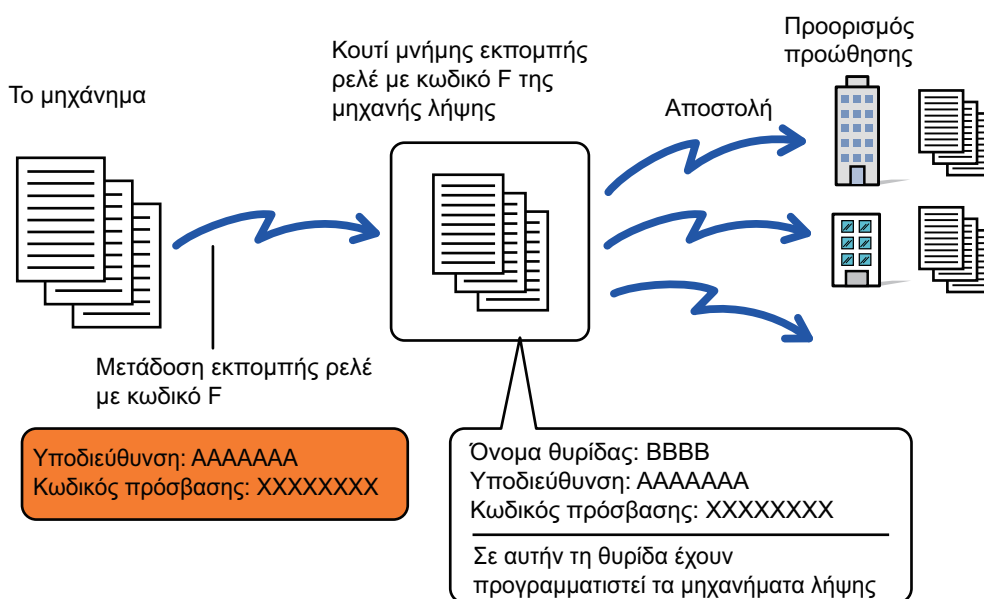 Το μηχάνημα
Κουτί μνήμης εκπομπής
ρελέ με κωδικό F της
μηχανής λήψης
Αποστολή
Προορισμός
προώθησης
Μετάδοση εκπομπής ρελέ
με κωδικό F
Υποδιεύθυνση: AAAAAAA
Κωδικός πρόσβασης: XXXXXXXX
Όνομα θυρίδας: BBBB
Υποδιεύθυνση: AAAAAAA
Κωδικός πρόσβασης: XXXXXXXX
Σε αυτήν τη θυρίδα έχουν
προγραμματιστεί τα μηχανήματα λήψης